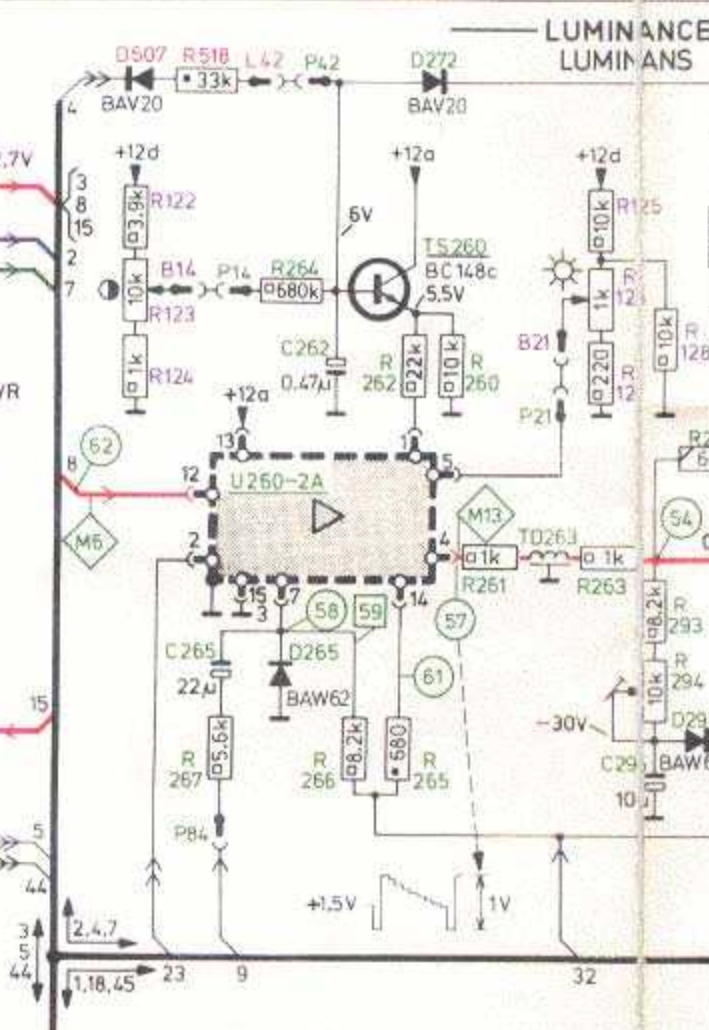 LUMINANCE
LUMINANS
D507 R518 L42 P42 D272
33k
BAV20 BAV20
4
,7V
+12d +12a +12d
3
8
15
2
7
3.9k R122
10k R125
6V
TS260
BC148c
5,5V
B14 P14 R264
680k
10k
R123
1k
R124
1k
10k
R
128
B21
220
P21
C262
0,47µ
R
262
22k
10k
R
260
+12a
13 1
VR
8 62
12
U260-2A
5
M6
2
4
M13
TD263
1k
R261
1k
R263
54
15
3
7
14
58 59
57
C265
22µ
D265
BAW62
61
8.2k
R
293
10k
R
294
-30V
15
5.6k
R
267
R
266
8.2k
680
R
265
10µ
5
P84
44
+1,5V
1V
3
5
44
2,4,7
1,18,45
23 9 32